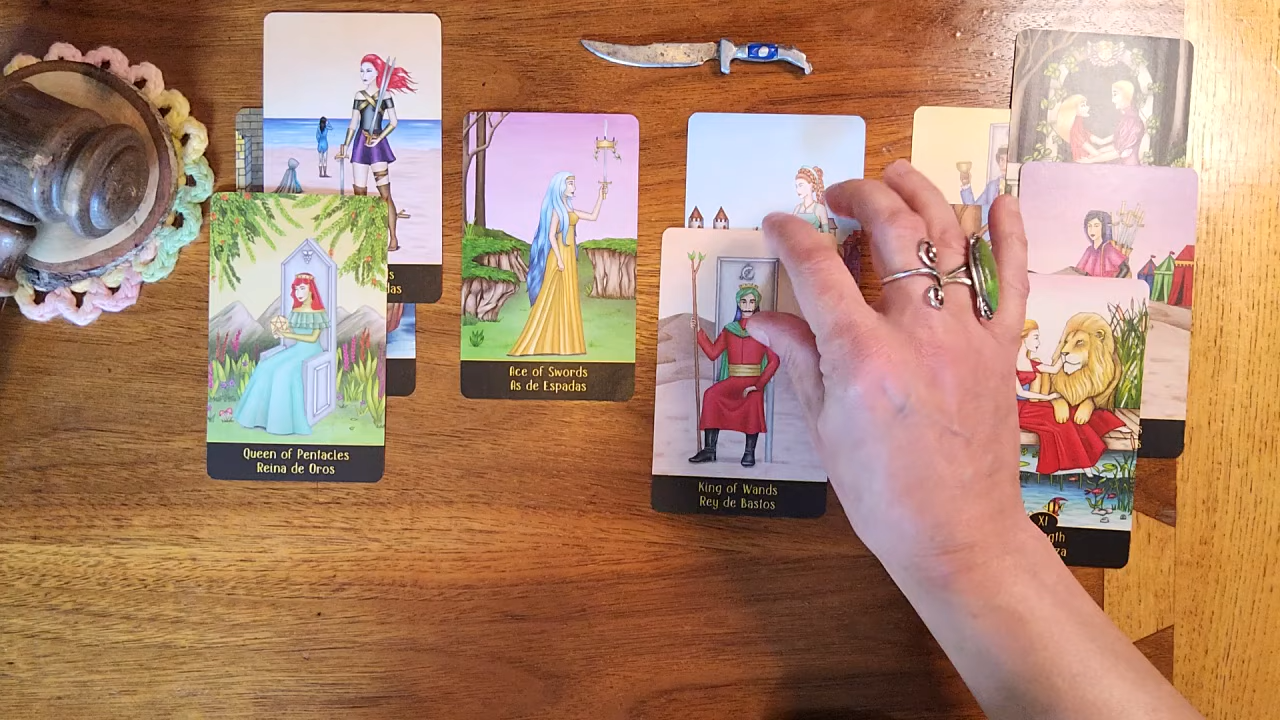 Queen of Pentacles
Reina de Oros
Ace of Swords
As de Espadas
King of Wands
Rey de Bastos
XI